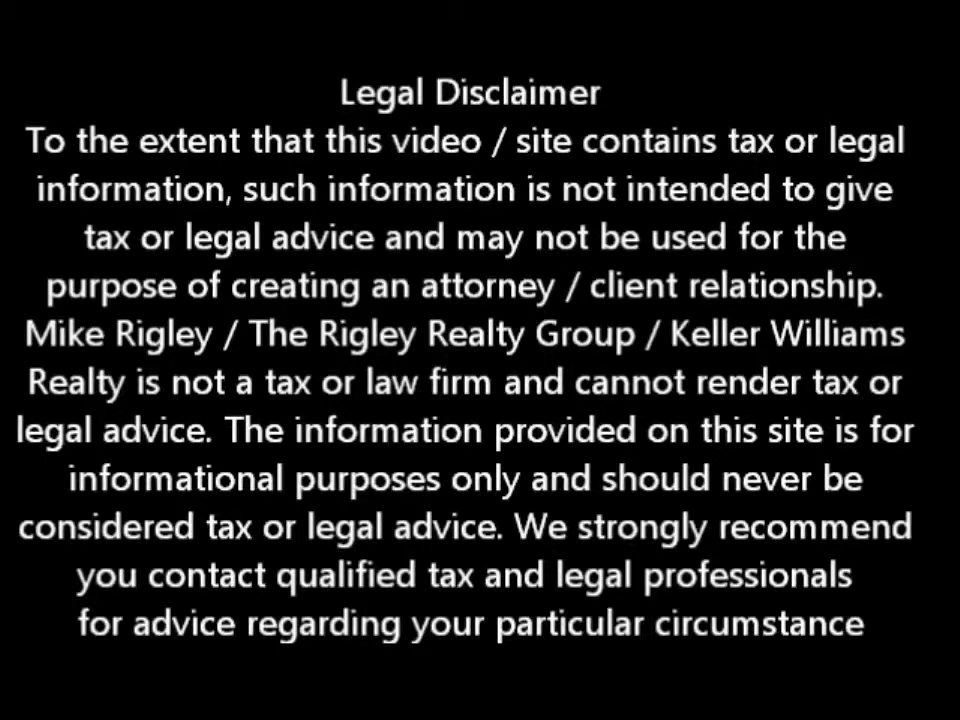 Legal Disclaimer
To the extent that this video / site contains tax or legal
information, such information is not intended to give
tax or legal advice and may not be used for the
purpose of creating an attorney / client relationship.
Mike Rigley / The Rigley Realty Group / Keller Williams
Realty is not a tax or law firm and cannot render tax or
legal advice. The information provided on this site is for
informational purposes only and should never be
considered tax or legal advice. We strongly recommend
you contact qualified tax and legal professionals
for advice regarding your particular circumstance